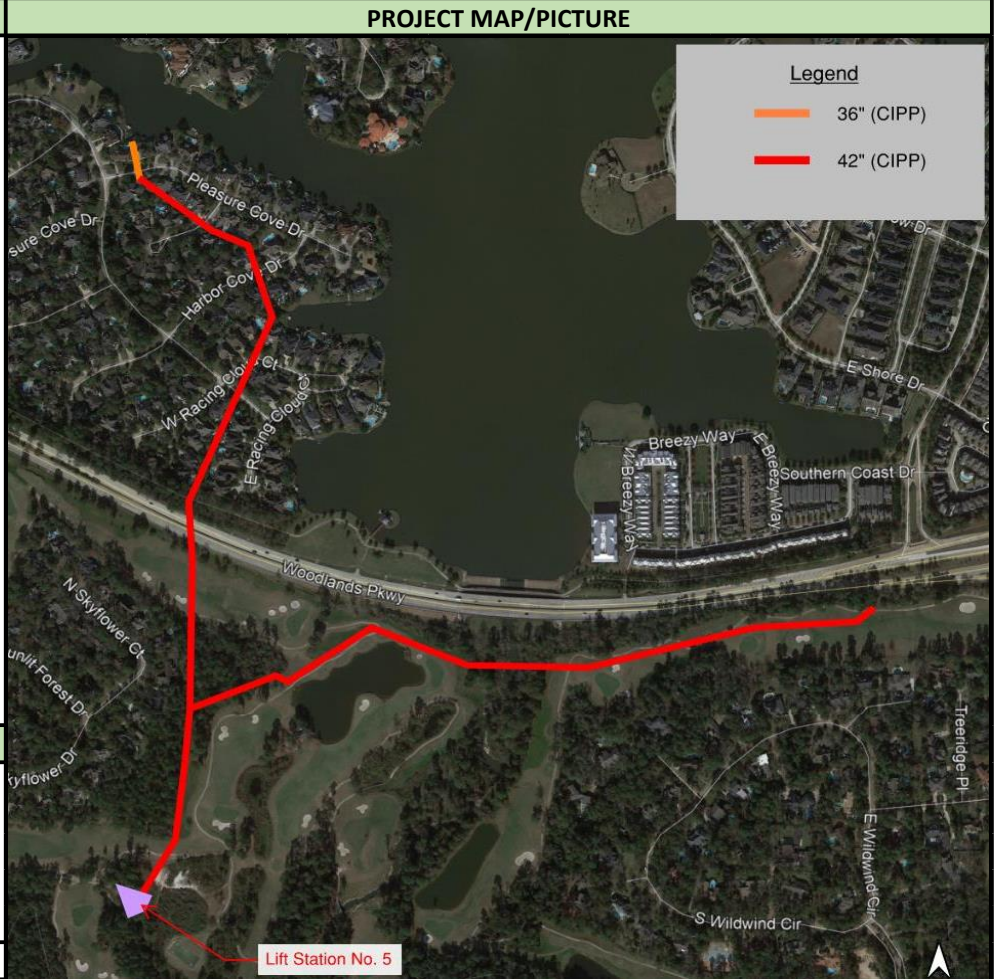 PROJECT MAP/PICTURE
Legend
36" (CIPP)
42" (CIPP)
Pleasure Cove Dr
sure Cove Dr
Harbor Cove Dr
W Racing Cloud Ct
E Racing Cloud Ct
E Shore Dr
Breezy Way
W Breezy Way
E Breezy Way
Southern Coast Dr
Woodlands Pkwy
N Skyflower Ct
unlit Forest Dr
kyflower Dr
Treeridge Pl
E Wildwind Cir
S Wildwind Cir
Lift Station No. 5